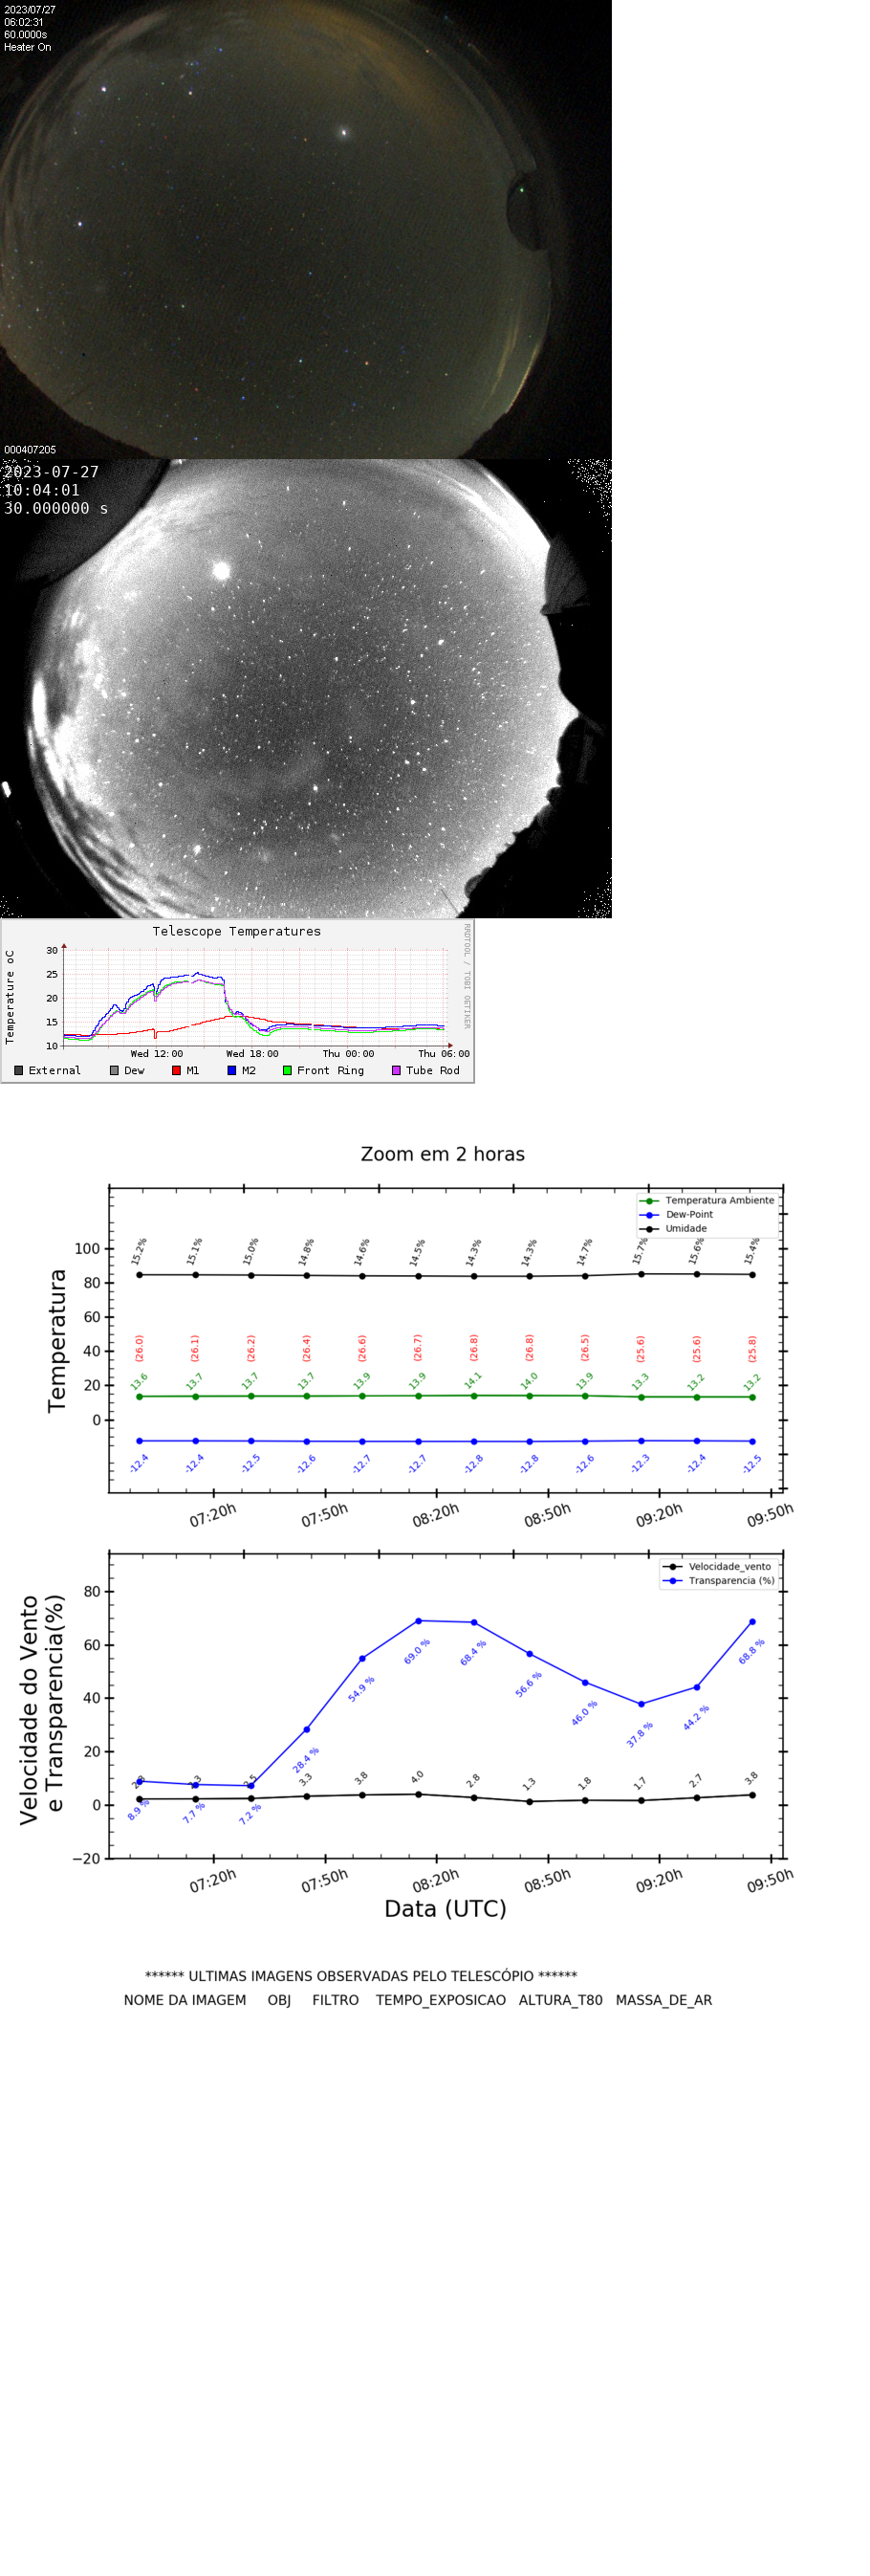 2023/07/27
06:02:31
60.0000s
Heater On
000407205
2023-07-27
10:04:01
30.000000 s
Telescope Temperatures
RRDTOOL / TOBI OETIKER
Temperature oC
30
25
20
15
10
Wed 12:00 Wed 18:00 Thu 00:00 Thu 06:00
External Dew M1 M2 Front Ring Tube Rod
Zoom em 2 horas
Temperatura Ambiente
Dew-Point
Umidade
Temperatura
100
80
60
40
20
0
15.2% 15.1% 15.0% 14.8% 14.6% 14.5% 14.3% 14.3% 14.7% 15.7% 15.6% 15.4%
(26.0) (26.1) (26.2) (26.4) (26.6) (26.7) (26.8) (26.8) (26.5) (25.6) (25.6) (25.8)
13.6 13.7 13.7 13.7 13.9 13.9 14.1 14.0 13.9 13.3 13.2 13.2
-12.4 -12.4 -12.5 -12.6 -12.7 -12.7 -12.8 -12.8 -12.6 -12.3 -12.4 -12.5
07:20h 07:50h 08:20h 08:50h 09:20h 09:50h
Velocidade_vento
Transparencia (%)
Velocidade do Vento
e Transparencia(%)
80
60
40
20
0
−20
3.3 3.8 4.0 2.8 1.3 1.8 1.7 2.7 3.8
8.9 % 7.7 % 7.2 % 28.4 % 54.9 % 69.0 % 68.4 % 56.6 % 46.0 % 37.8 % 44.2 % 68.8 %
07:20h 07:50h 08:20h 08:50h 09:20h 09:50h
Data (UTC)
****** ULTIMAS IMAGENS OBSERVADAS PELO TELESCÓPIO ******
NOME DA IMAGEM OBJ FILTRO TEMPO_EXPOSICAO ALTURA_T80 MASSA_DE_AR